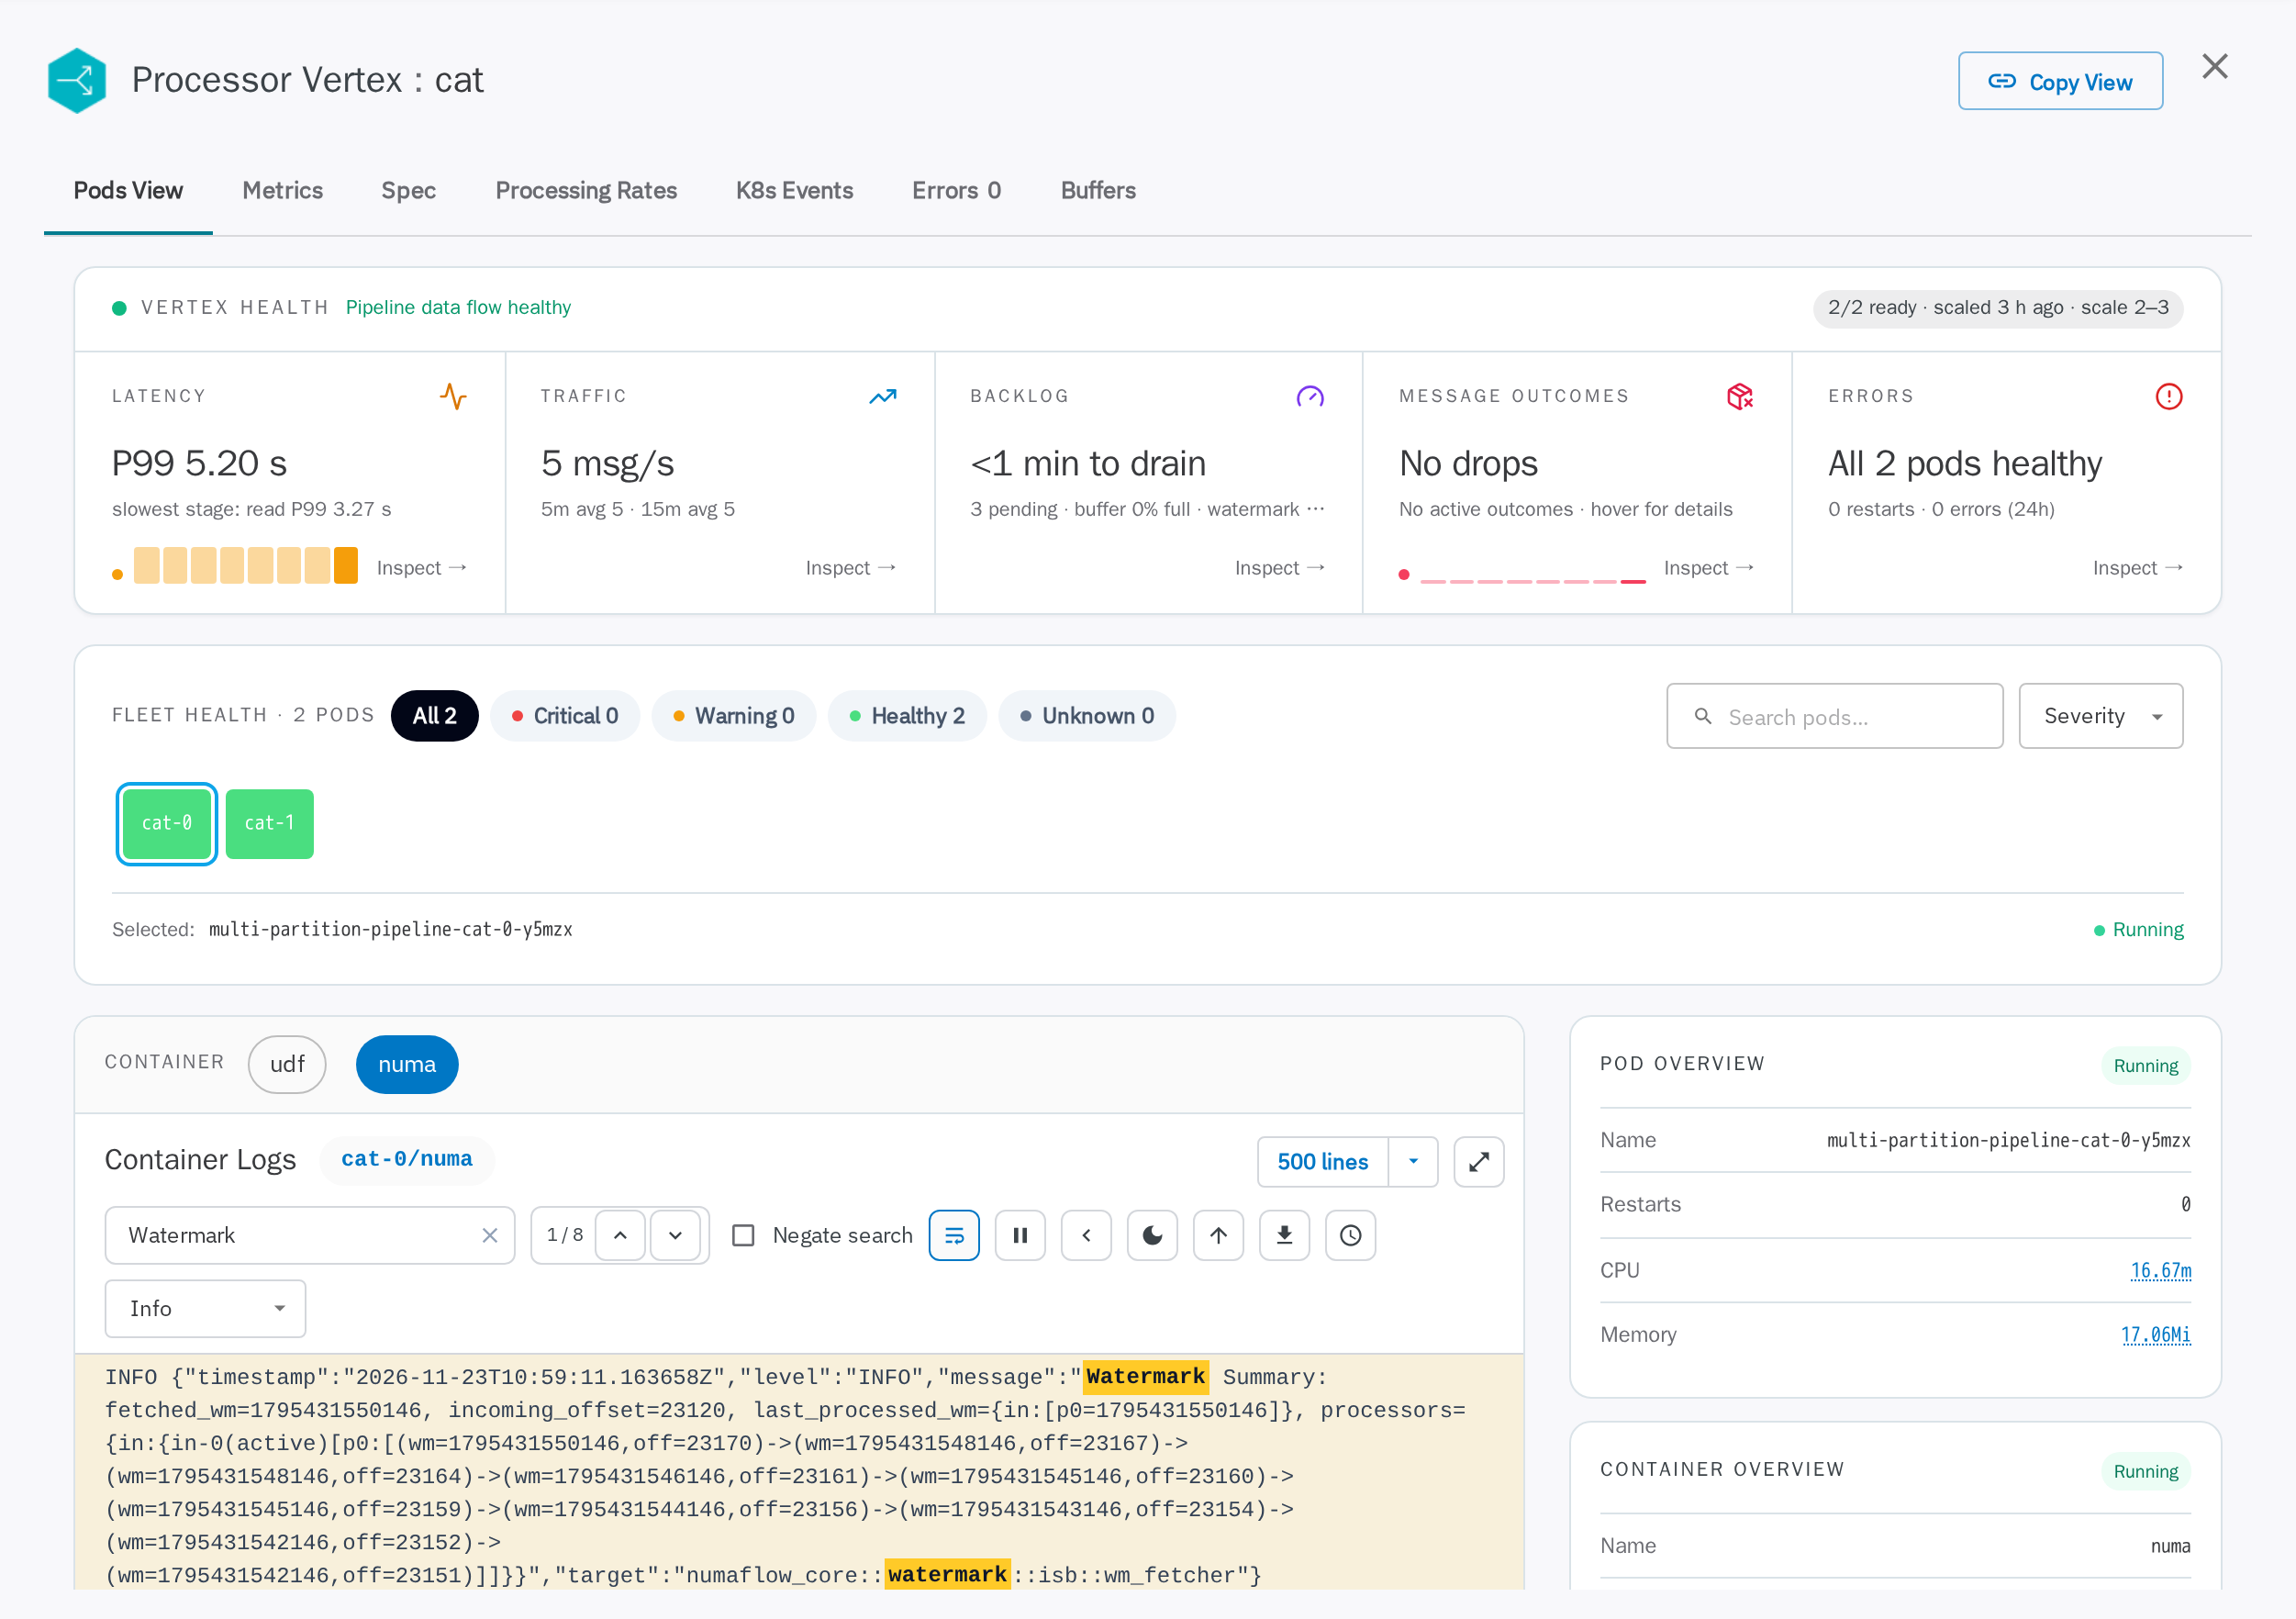 Processor Vertex : cat
Copy View
Pods View
Metrics
Spec
Processing Rates
K8s Events
Errors 0
Buffers
VERTEX HEALTH Pipeline data flow healthy
2/2 ready · scaled 3 h ago · scale 2–3
LATENCY
P99 5.20 s
slowest stage: read P99 3.27 s
Inspect →
TRAFFIC
5 msg/s
5m avg 5 · 15m avg 5
Inspect →
BACKLOG
<1 min to drain
3 pending · buffer 0% full · watermark ···
Inspect →
MESSAGE OUTCOMES
No drops
No active outcomes · hover for details
Inspect →
ERRORS
All 2 pods healthy
0 restarts · 0 errors (24h)
Inspect →
FLEET HEALTH · 2 PODS
All 2
Critical 0
Warning 0
Healthy 2
Unknown 0
Search pods...
Severity
cat-0
cat-1
Selected: multi-partition-pipeline-cat-0-y5mzx
Running
CONTAINER
udf
numa
Container Logs
cat-0/numa
500 lines
Watermark
1 / 8
Negate search
Info
INFO {"timestamp":"2026-11-23T10:59:11.163658Z","level":"INFO","message":"Watermark Summary:
fetched_wm=1795431550146, incoming_offset=23120, last_processed_wm={in:[p0=1795431550146]}, processors=
{in:{in-0(active)[p0:[(wm=1795431550146,off=23170)->(wm=1795431548146,off=23167)->
(wm=1795431548146,off=23164)->(wm=1795431546146,off=23161)->(wm=1795431545146,off=23160)->
(wm=1795431545146,off=23159)->(wm=1795431544146,off=23156)->(wm=1795431543146,off=23154)->
(wm=1795431542146,off=23152)->
(wm=1795431542146,off=23151)]]}}","target":"numaflow_core::watermark::isb::wm_fetcher"}
POD OVERVIEW
Running
Name
multi-partition-pipeline-cat-0-y5mzx
Restarts
0
CPU
16.67m
Memory
17.06Mi
CONTAINER OVERVIEW
Running
Name
numa